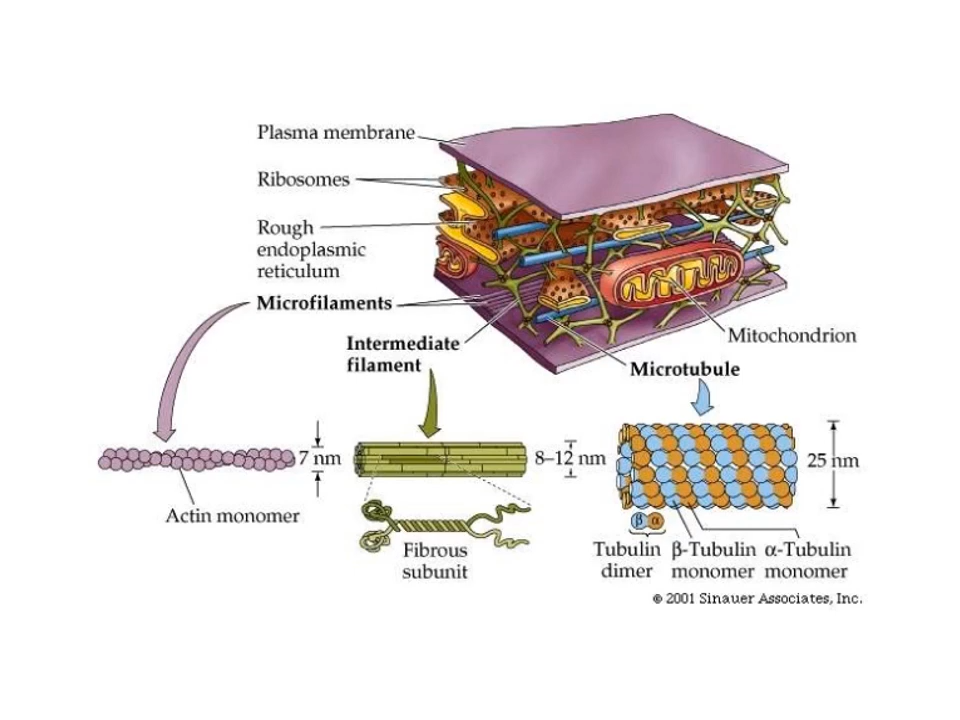 Plasma membrane
Ribosomes
Rough
endoplasmic
reticulum
Microfilaments
Intermediate
filament
Mitochondrion
Microtubule
7 nm
8–12 nm
25 nm
Actin monomer
Fibrous
subunit
β α
Tubulin
dimer
β-Tubulin
monomer
α-Tubulin
monomer
© 2001 Sinauer Associates, Inc.